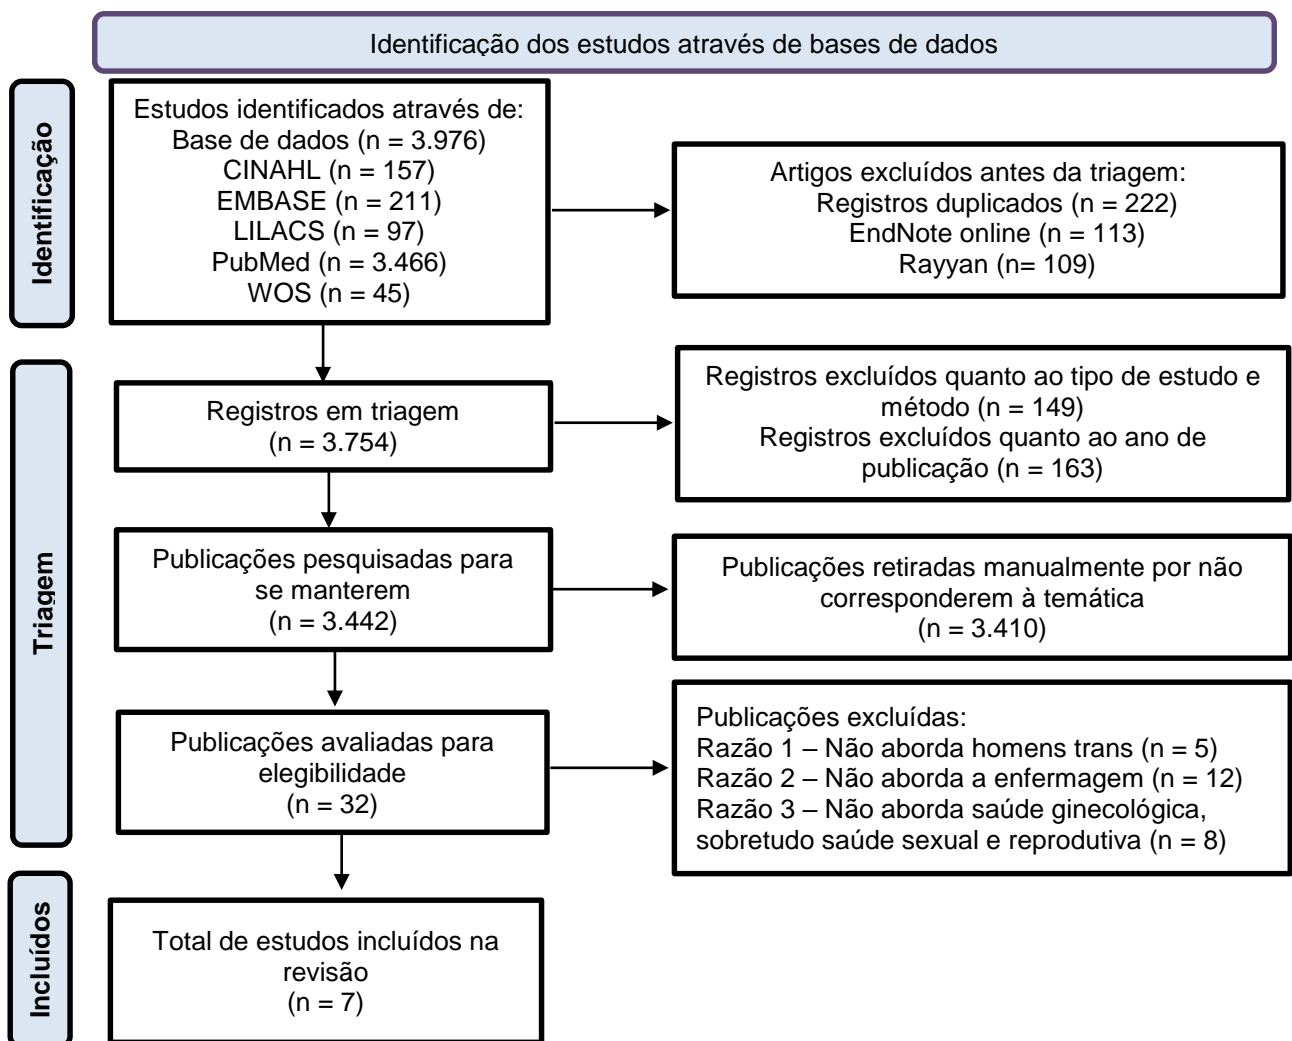 Identificação dos estudos através de bases de dados
Identificação
Estudos identificados através de:
Base de dados (n = 3.976)
CINAHL (n = 157)
EMBASE (n = 211)
LILACS (n = 97)
PubMed (n = 3.466)
WOS (n = 45)
Artigos excluídos antes da triagem:
Registros duplicados (n = 222)
EndNote online (n = 113)
Rayyan (n= 109)
Triagem
Registros em triagem
(n = 3.754)
Registros excluídos quanto ao tipo de estudo e
método (n = 149)
Registros excluídos quanto ao ano de
publicação (n = 163)
Publicações pesquisadas para
se manterem
(n = 3.442)
Publicações retiradas manualmente por não
corresponderem à temática
(n = 3.410)
Publicações avaliadas para
elegibilidade
(n = 32)
Publicações excluídas:
Razão 1 – Não aborda homens trans (n = 5)
Razão 2 – Não aborda a enfermagem (n = 12)
Razão 3 – Não aborda saúde ginecológica,
sobretudo saúde sexual e reprodutiva (n = 8)
Incluídos
Total de estudos incluídos na
revisão
(n = 7)